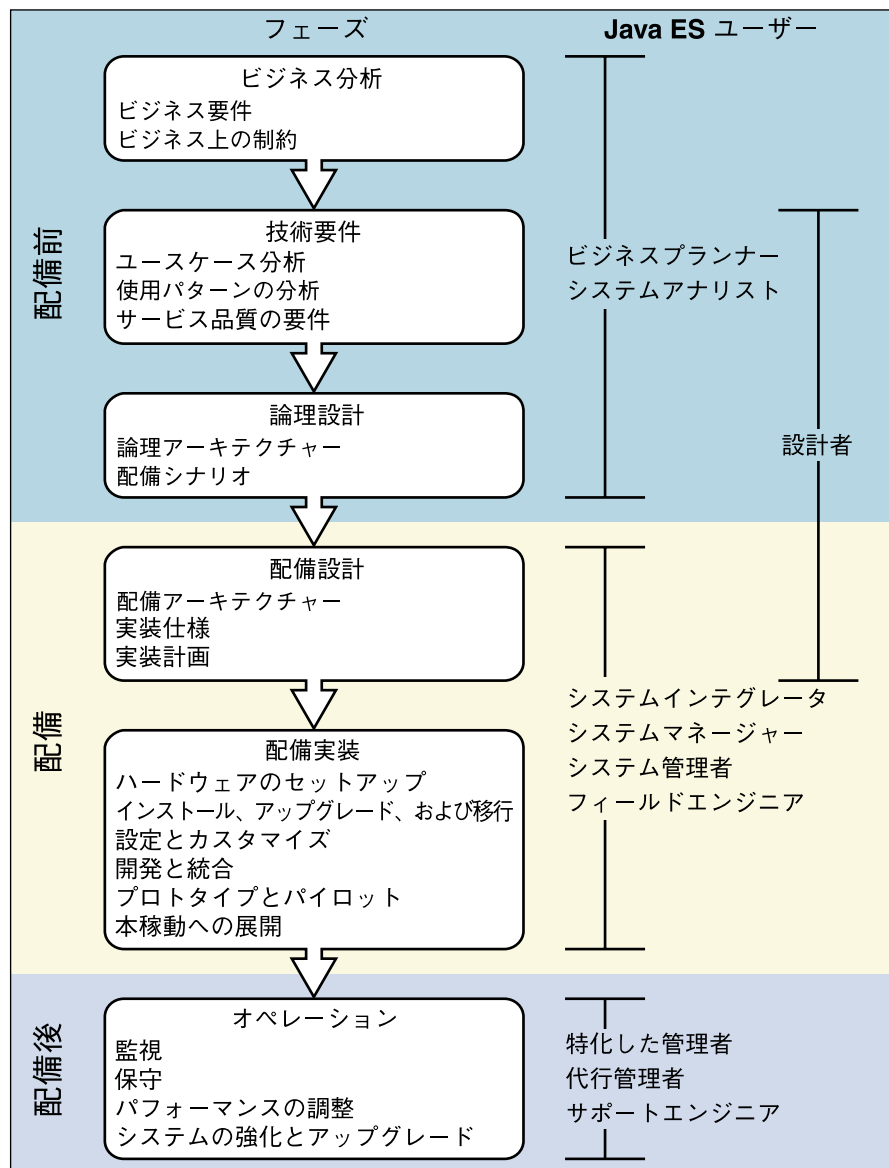 フェーズ
Java ES ユーザー
配備前
ビジネス分析
ビジネス要件
ビジネス上の制約
技術要件
ユースケース分析
使用パターンの分析
サービス品質の要件
論理設計
論理アーキテクチャー
配備シナリオ
ビジネスプランナー
システムアナリスト
設計者
配備
配備設計
配備アーキテクチャー
実装仕様
実装計画
配備実装
ハードウェアのセットアップ
インストール、アップグレード、および移行
設定とカスタマイズ
開発と統合
プロトタイプとパイロット
本稼動への展開
システムインテグレータ
システムマネージャー
システム管理者
フィールドエンジニア
配備後
オペレーション
監視
保守
パフォーマンスの調整
システムの強化とアップグレード
特化した管理者
代行管理者
サポートエンジニア